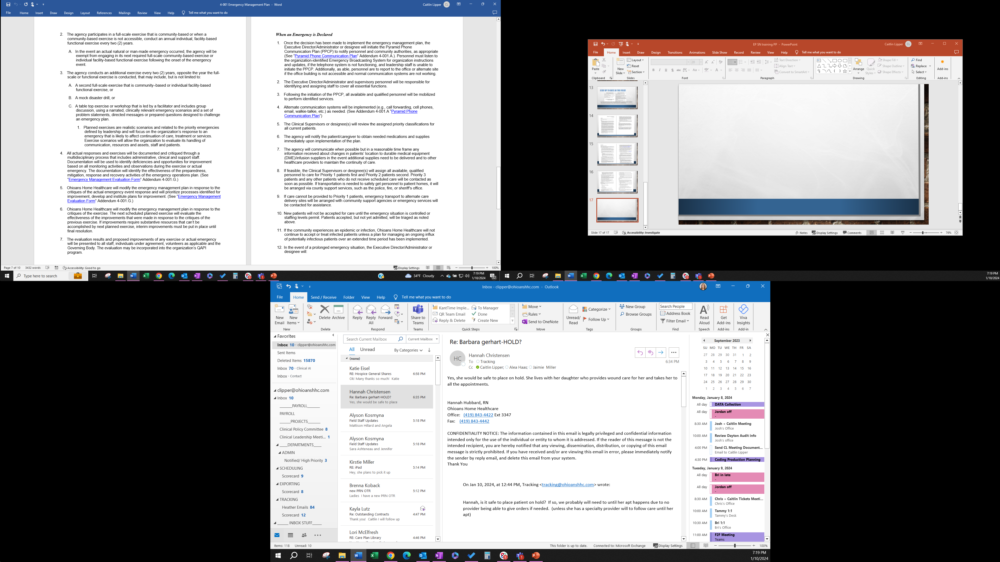 4-001 Emergency Management Plan - Word
Caitlin Lipper
CL
File Home Insert Draw Design Layout References Mailings Review View Help Tell me what you want to do
2. The agency participates in a full-scale exercise that is community-based or when a
community-based exercise is not accessible, conduct an annual individual, facility-based
functional exercise every two (2) years.
A. In the event an actual natural or man-made emergency occurred, the agency will be
exempt from engaging in its next required full-scale community-based exercise or
individual facility-based functional exercise following the onset of the emergency
event.
3. The agency conducts an additional exercise every two (2) years, opposite the year the full-
scale or functional exercise is conducted, that may include, but is not limited to:
A. A second full-scale exercise that is community–based or individual facility-based
functional exercise, or
B. A mock disaster drill, or
C. A table top exercise or workshop that is led by a facilitator and includes group
discussion, using a narrated, clinically relevant emergency scenarios and a set of
problem statements, directed messages or prepared questions designed to challenge
an emergency plan.
1. Planned exercises are realistic scenarios and related to the priority emergencies
defined by leadership and will focus on the organization's response to an
emergency that is likely to affect continuation of care, treatment or services.
Exercise scenarios will allow the organization to evaluate its handling of
communication, resources and assets, staff and patients.
4. All actual responses and exercises will be documented and critiqued through a
multidisciplinary process that includes administrative, clinical and support staff.
Documentation will be used to identify deficiencies and opportunities for improvement
based on all monitoring activities and observations during the exercise or actual
emergency. The documentation will identify the effectiveness of the preparedness,
mitigation, response and recovery activities of the emergency operations plan. (See
"Emergency Management Evaluation Form" Addendum 4-001.G.)
5. Ohioans Home Healthcare will modify the emergency management plan in response to the
critiques of the actual emergency event response and will prioritize processes identified for
improvement, develop and institute plans for improvement. (See "Emergency Management
Evaluation Form" Addendum 4-001.G.)
6. Ohioans Home Healthcare will modify the emergency management plan in response to the
critiques of the exercise. The next scheduled planned exercise will evaluate the
effectiveness of the improvements that were made in response to the critiques of the
previous exercise. If improvements require substantive resources that can't be
accomplished by next planned exercise, interim improvements must be put in place until
final resolution.
7. The evaluation results and proposed improvements of any exercise or actual emergency
will be presented to all staff, individuals under agreement, volunteers as applicable and the
Governing Body. The evaluation may be incorporated into the organization's QAPI
program.
When an Emergency is Declared
1. Once the decision has been made to implement the emergency management plan, the
Executive Director/Administrator or designee will initiate the Pyramid Phone
Communication Plan (PPCP) to notify personnel and community authorities, as appropriate
(See "Pyramid Phone Communication Plan" Addendum 4-001.A.). Personnel must listen to
the organization-identified Emergency Broadcasting System for organization instructions
and updates, if the telephone system is not functioning, and leadership staff is unable to
initiate the PPCP. Additionally, as able, personnel are to report to the office or alternate site
if the office building is not accessible and normal communication systems are not working.
2. The Executive Director/Administrator and supervisory personnel will be responsible for
identifying and assigning staff to cover all essential functions.
3. Following the initiation of the PPCP, all available and qualified personnel will be mobilized
to perform identified services.
4. Alternate communication systems will be implemented (e.g., call forwarding, cell phones,
email, walkie-talkie, etc.) as needed. (See Addendum 4-001.A "Pyramid Phone
Communication Plan")
5. The Clinical Supervisors or designee(s) will review the assigned priority classifications for
all current patients.
6. The agency will notify the patient/caregiver to obtain needed medications and supplies
immediately upon implementation of the plan.
7. The agency will communicate when possible but in a reasonable time frame any
information received about changes in patients' location to durable medical equipment
(DME)/infusion suppliers in the event additional supplies need to be delivered and to other
healthcare providers to maintain the continuity of care.
8. If feasible, the Clinical Supervisors or designee(s) will assign all available, qualified
personnel to care for Priority 1 patients first and Priority 2 patients second. Priority 3
patients and any other patients who do not receive scheduled care will be contacted as
soon as possible. If transportation is needed to safely get personnel to patient homes, it will
be arranged via county support services, such as the police, fire, or sheriff's office.
9. If care cannot be provided to Priority 1 patients, emergency transport to alternate care
delivery sites will be arranged with community support agencies or emergency services will
be contacted for assistance.
10. New patients will not be accepted for care until the emergency situation is controlled or
staffing levels permit. Patients accepted, but not yet admitted, will be triaged as noted
above.
11. If the community experiences an epidemic or infection, Ohioans Home Healthcare will not
continue to accept or treat infected patients unless a plan for managing an ongoing influx
of potentially infectious patients over an extended time period has been implemented.
12. In the event of a prolonged emergency situation, the Executive Director/Administrator or
designee will:
Page 7 of 10 3432 words Accessibility: Good to go Display Settings 100%
Type here to search
34°F Cloudy
7:19 PM
1/10/2024
22
7:19 PM
1/10/2024
EP SN training PP - PowerPoint
Caitlin Lipper
CL
File Home Insert Draw Design Transitions Animations Slide Show Record Review View Help Tell me what you want to do
Paste
Clipboard
New
Slide
Layout
Reset
Section
Slides
20
Font
Text Direction
Align Text
Convert to SmartArt
Paragraph
Arrange
Quick
Styles
Shape Fill
Shape Outline
Shape Effects
Drawing
Find
Replace
Select
Editing
Add-ins
Add-ins
13
STAY UP TO DATE IN THE FIELD!
14
15
16
17
Slide 17 of 17 Accessibility: Investigate Notes Display Settings Comments 76%
Inbox - clipper@ohioanshhc.com - Outlook
File Home Send / Receive Folder View Help Tell me what you want to do
New
Email
New
Items
New
Delete Archive
Delete
Reply
Reply
All
Forward
Respond
Share to
Teams
Teams
KantTime Imple... To Manager
QR Team Email Done
Reply & Delete Create New
Quick Steps
Move
Rules
Send to OneNote
Move
Unread/
Read
Categorize
Follow Up
Tags
New Group
Browse Groups
Groups
Search People
Address Book
Filter Email
Find
Read
Aloud
Speech
Get
Add-ins
Add-ins
Viva
Insights
Add-in
Favorites
Inbox 10 - clipper@ohioanshhc.com
Sent Items
Deleted Items 15870
Inbox 70 - Clinical AI
Inbox - Contact
clipper@ohioanshhc.com
Inbox 10
______PAYROLL______
PAYROLL
_____PROJECTS_____
Clinical Policy Committee 8
Clinical Leadership Meeti... 1
____DEPARTMENTS____
ADMIN
Notified/ High Priority 3
SCHEDULING
Scorecard 9
EXPORTING
Scorecard 8
TRACKING
Heather Emails 84
Scorecard 12
_____ INBOX STUFF_____
Search Current Mailbox
Current Mailbox
All Unread By Categories
(none)
Katie Eisel
RE: Hospice General Shares 6:58 PM
Ok! Many thanks so much! Katie
Hannah Christensen
Re: Barbara gerhart-HOLD? 6:35 PM
Yes, she would be safe to place
Alyson Kosmyna
Field Staff Updates 5:18 PM
Mattison Hillard and Angela
Alyson Kosmyna
Field Staff Updates 5:18 PM
Sara Ashteneau and Jennifer
Kirstie Miller
RE: iPad 5:14 PM
Hey, she plans to pick it up
Brenna Koback
new PRN OTR 5:12 PM
Ladies I have a new PRN OTR
Kayla Lutz
Re: Outstanding Contracts 4:47 PM
Thank you! Caitlin I will follow up
Lori McElfresh
RE: Care Plan Library 4:46 PM
Re: Barbara gerhart-HOLD?
HC
Hannah Christensen
To Tracking
Cc Caitlin Lipper; Alea Haas; Jaimie Miller
6:34 PM
Yes, she would be safe to place on hold. She lives with her daughter who provides wound care for her and takes her to
all the appointments.
Hannah Hubbard, RN
Ohioans Home Healthcare
Office: (419) 843-4422 Ext 3347
Fax: (419) 843-4442
CONFIDENTIALITY NOTICE: The information contained in this email is legally privileged and confidential information
intended only for the use of the individual or entity to whom it is addressed. If the reader of this message is not the
intended recipient, you are hereby notified that any viewing, dissemination, distribution, or copying of this email
message is strictly prohibited. If you have received and/or are viewing this email in error, please immediately notify
the sender by reply email, and delete this email from your system.
Thank You
On Jan 10, 2024, at 12:44 PM, Tracking <tracking@ohioanshhc.com> wrote:
Hannah, is it safe to place patient on hold? If so, we probably will need to until her apt happens due to no
provider being able to give orders if needed. (unless she has a specialty provider will to follow care until her
apt)
September 2023
SU MO TU WE TH FR SA
27 28 29 30 31 1 2
3 4 5 6 7 8 9
10 11 12 13 14 15 16
17 18 19 20 21 22 23
24 25 26 27 28 29 30
1 2 3 4 5 6 7
Monday, January 8, 2024
All day DATA Collection
All day Jordan off
-
8:30 AM Josh + Caitlin Meeting
Josh's Office
10:00 AM Review Dayton Audit info
Josh's office
4:00 PM Send CL Meeting Document...
Email to Caitlin Lipper
4:30 PM Coding Production Planning
Tuesday, January 9, 2024
All day Bri in late
-
All day Jordan off
-
8:30 AM Chris + Caitlin Tickets Meeti...
Chris's Office
10:00 AM Tammy 1:1
Tammy's Desk
10:30 AM Bri 1:1
Bri's Office
11:00 AM F2F Meeting
Teams
Items: 118 Unread: 10 This folder is up to date. Connected to: Microsoft Exchange Display Settings 100%
7:19 PM
1/10/2024